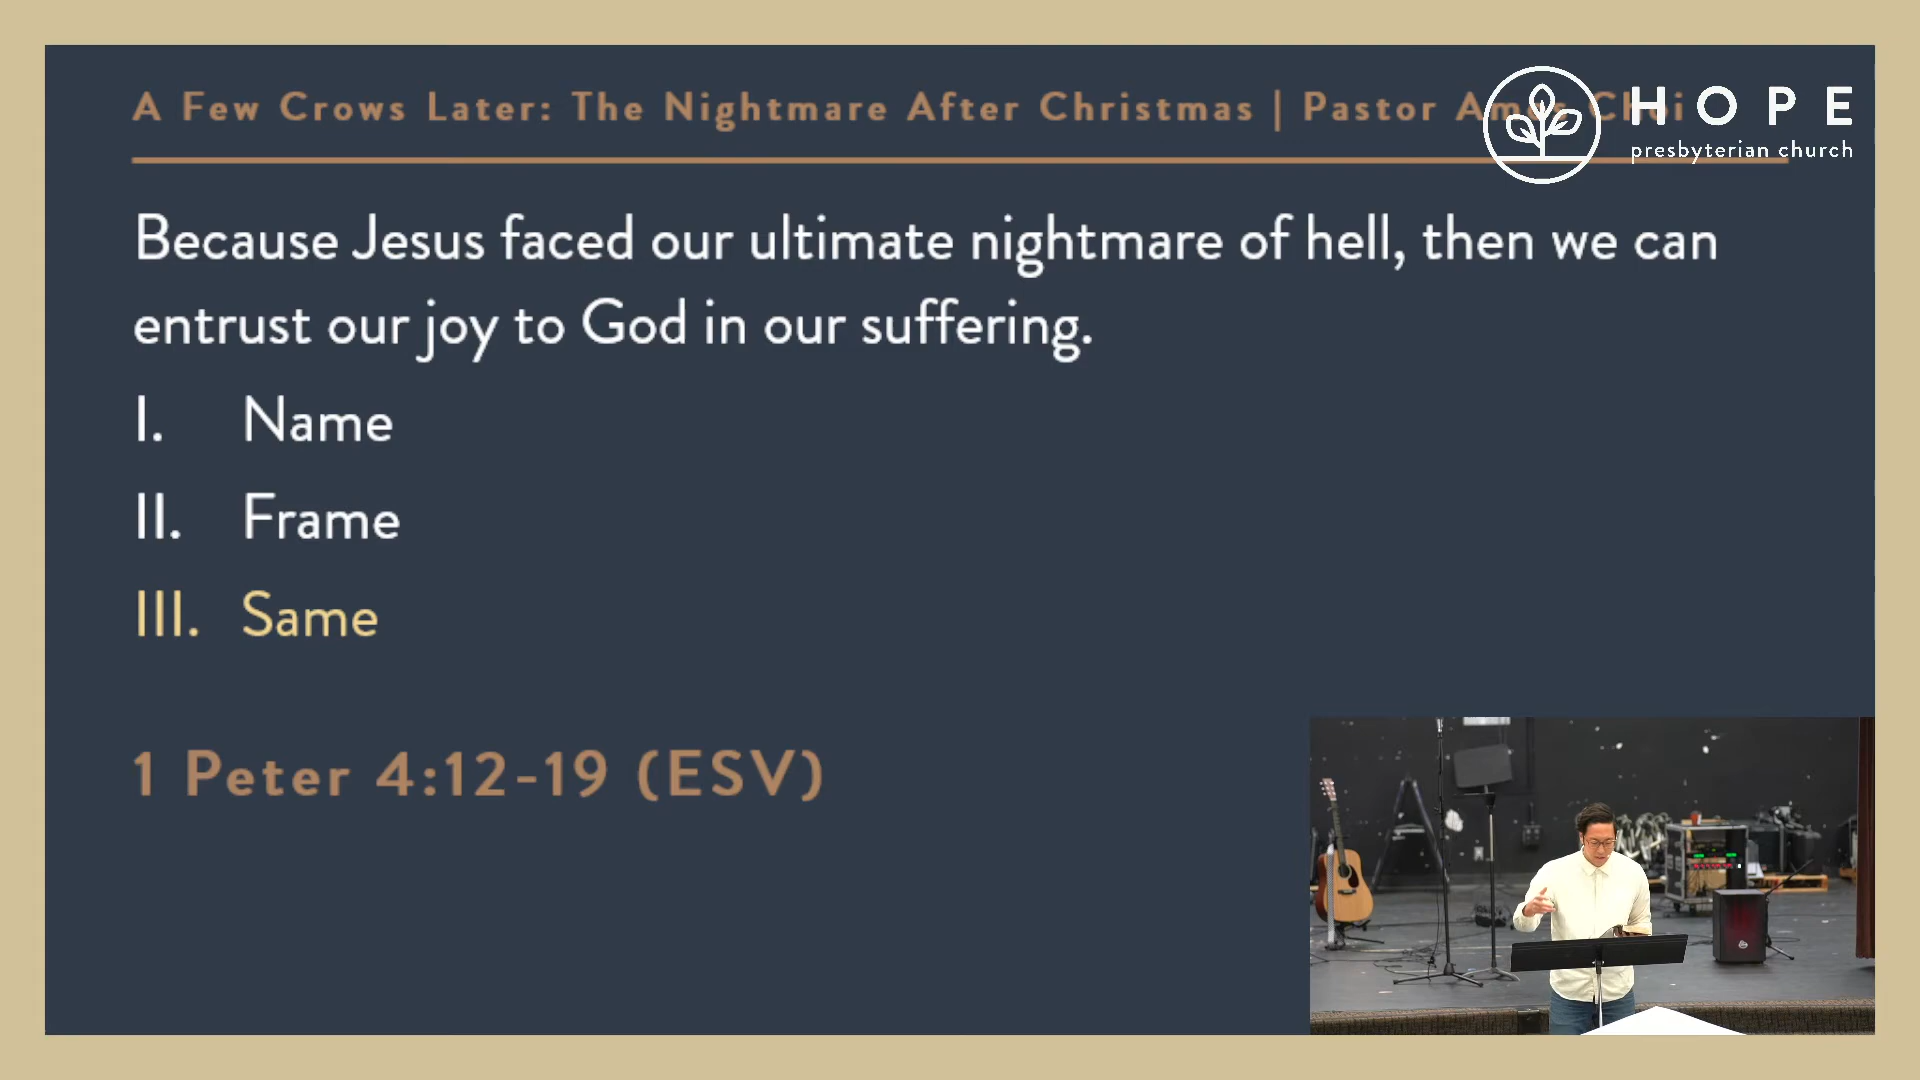 A Few Crows Later: The Nightmare After Christmas | Pastor
HOPE
presbyterian church
Because Jesus faced our ultimate nightmare of hell, then we can
entrust our joy to God in our suffering.
I. Name
II. Frame
III. Same
1 Peter 4:12-19 (ESV)